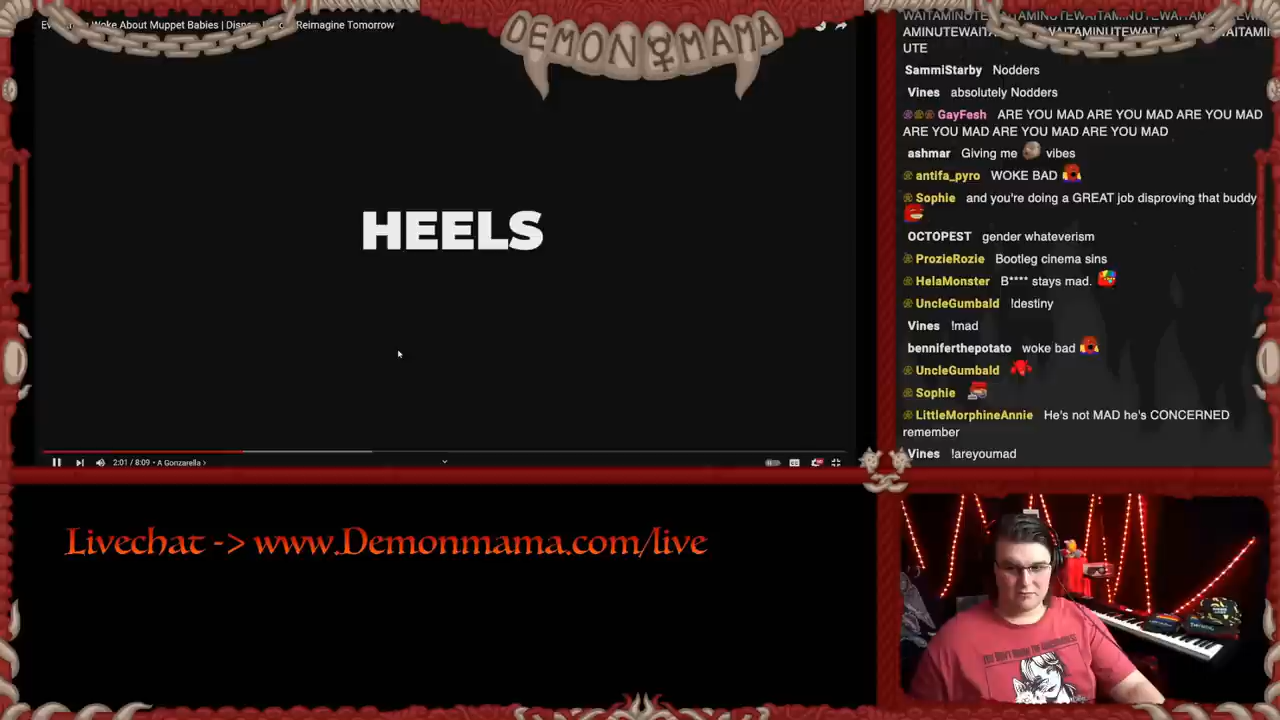 Woke About Muppet Babies | Reimagine Tomorrow
DEMON MAMA
HEELS
2:01 / 8:09 • A Gonzarella ›
Livechat -> www.Demonmama.com/live
UTE
SammiStarby Nodders
Vines absolutely Nodders
GayFesh ARE YOU MAD ARE YOU MAD ARE YOU MAD
ARE YOU MAD ARE YOU MAD ARE YOU MAD
ashmar Giving me vibes
antifa_pyro WOKE BAD
Sophie and you're doing a GREAT job disproving that buddy
OCTOPEST gender whateverism
ProzieRozie Bootleg cinema sins
HelaMonster B**** stays mad.
UncleGumbald !destiny
Vines !mad
benniferthepotato woke bad
UncleGumbald
Sophie
LittleMorphineAnnie He's not MAD he's CONCERNED
remember
Vines !areyoumad